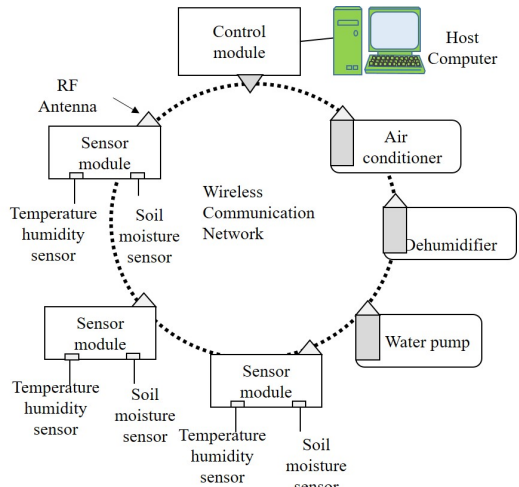 Control
module
Host
Computer
RF
Antenna
Sensor
module
Air
conditioner
Temperature
humidity
sensor
Soil
moisture
sensor
Wireless
Communication
Network
Dehumidifier
Sensor
module
Water pump
Temperature
humidity
sensor
Soil
moisture
sensor
Sensor
module
Temperature
humidity
sensor
Soil
moisture
sensor